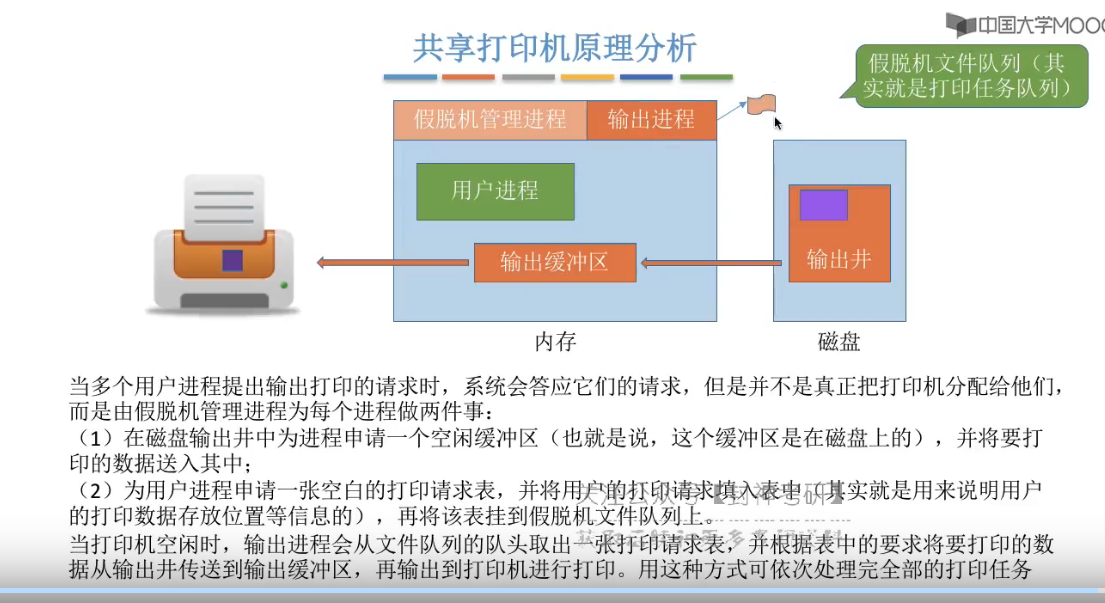 中国大学MOOC
共享打印机原理分析
假脱机文件队列（其
实就是打印任务队列）
假脱机管理进程
输出进程
用户进程
输出缓冲区
输出井
内存
磁盘
当多个用户进程提出输出打印的请求时，系统会答应它们的请求，但是并不是真正把打印机分配给他们，
而是由假脱机管理进程为每个进程做两件事：
（1）在磁盘输出井中为进程申请一个空闲缓冲区（也就是说，这个缓冲区是在磁盘上的），并将要打
印的数据送入其中；
（2）为用户进程申请一张空白的打印请求表，并将用户的打印请求填入表中（其实就是用来说明用户
的打印数据存放位置等信息的），再将该表挂到假脱机文件队列上。
当打印机空闲时，输出进程会从文件队列的队头取出一张打印请求表，并根据表中的要求将要打印的数
据从输出井传送到输出缓冲区，再输出到打印机进行打印。用这种方式可依次处理完全部的打印任务